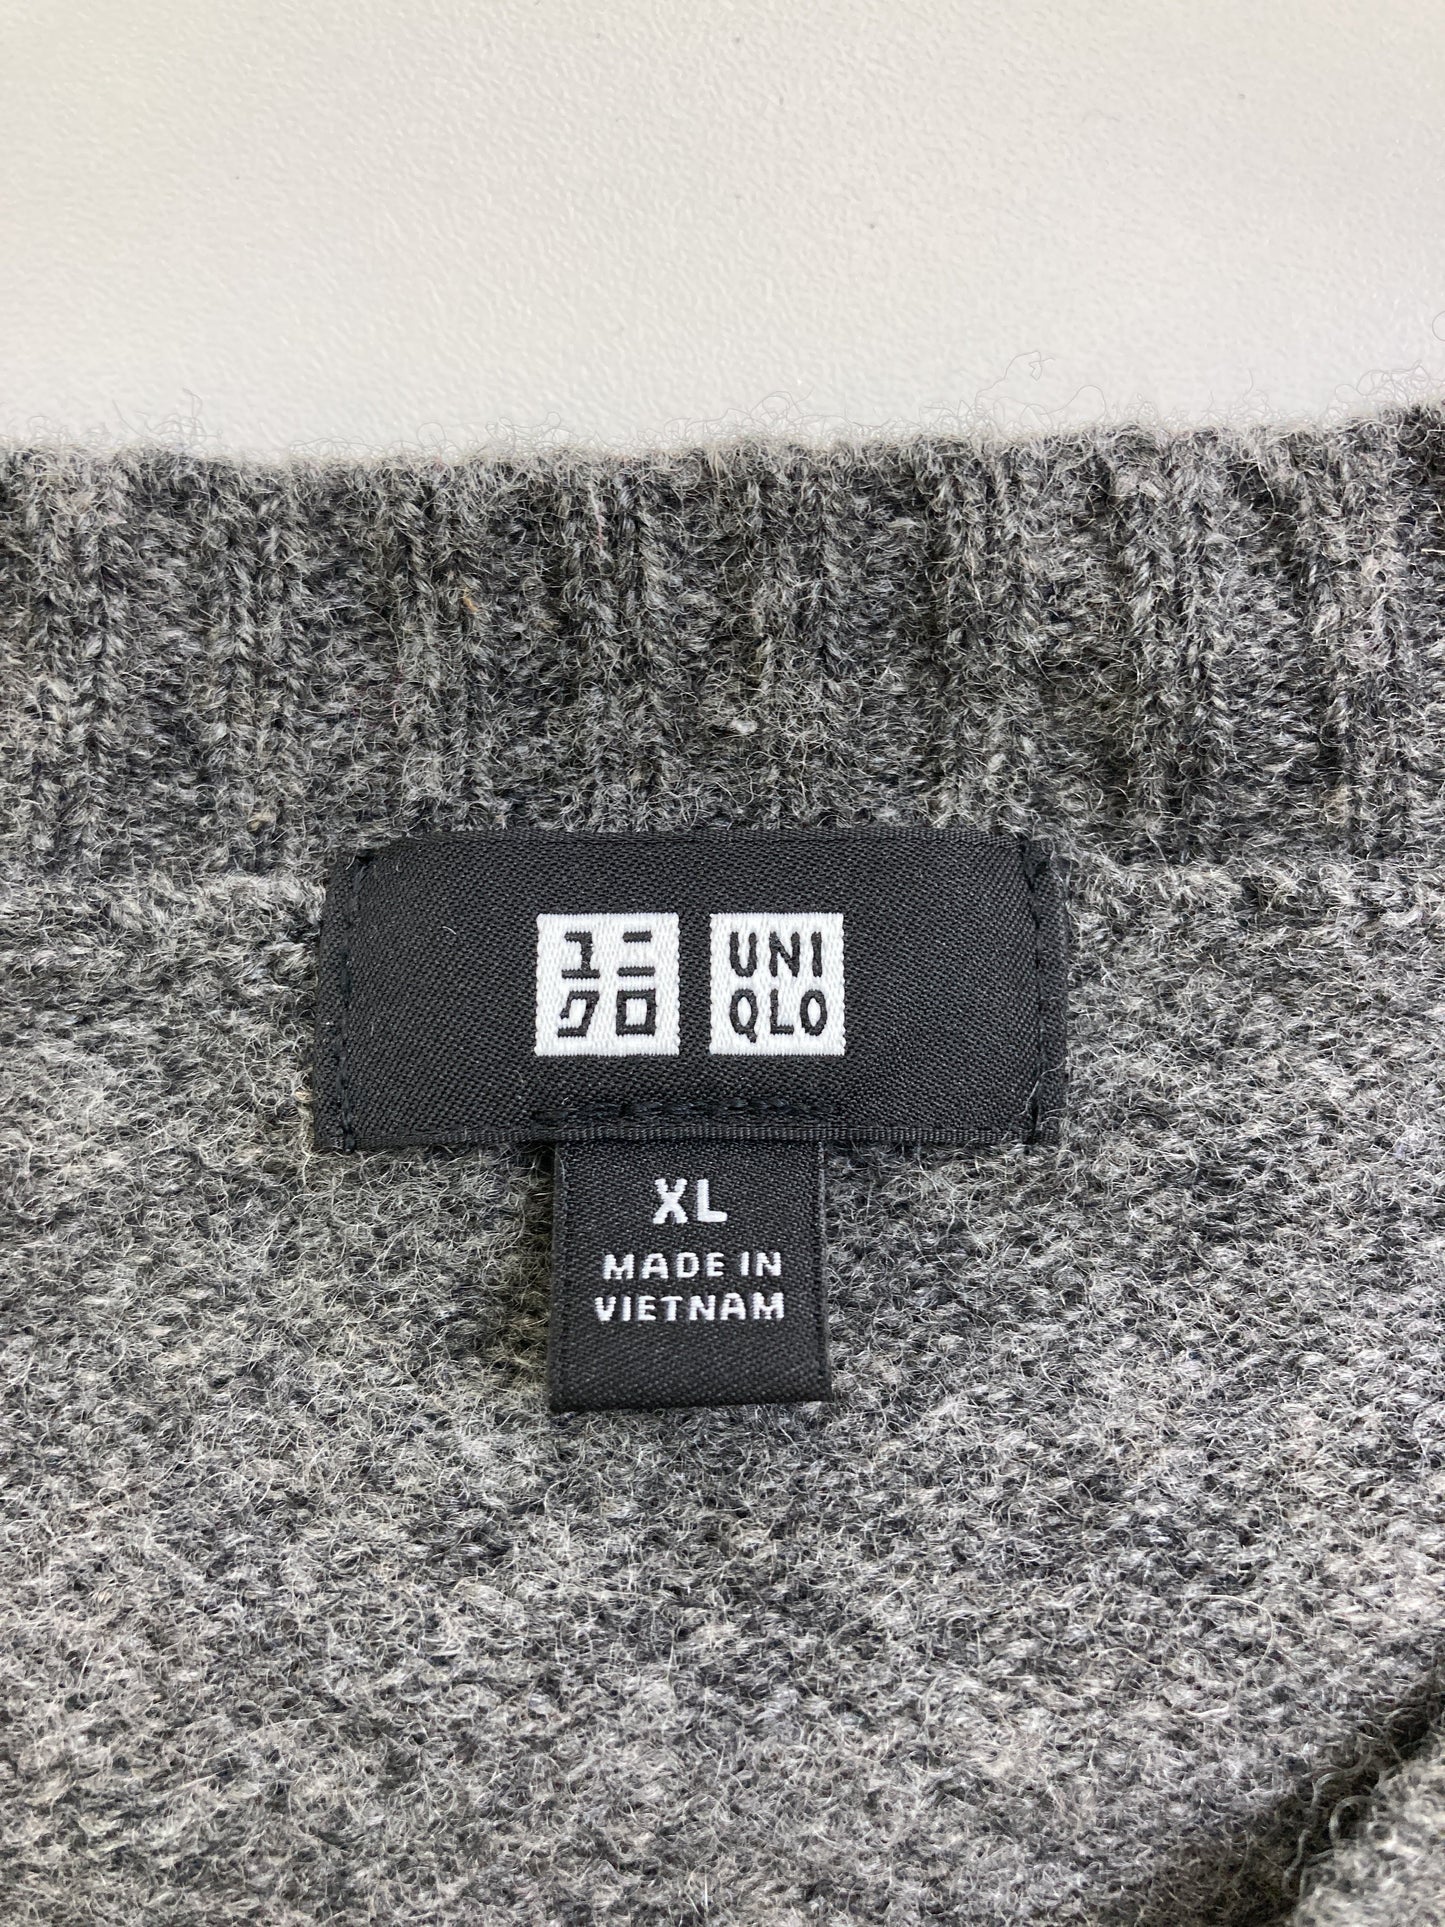 ユニ
クロ
UNI
QLO
XL
MADE IN
VIETNAM